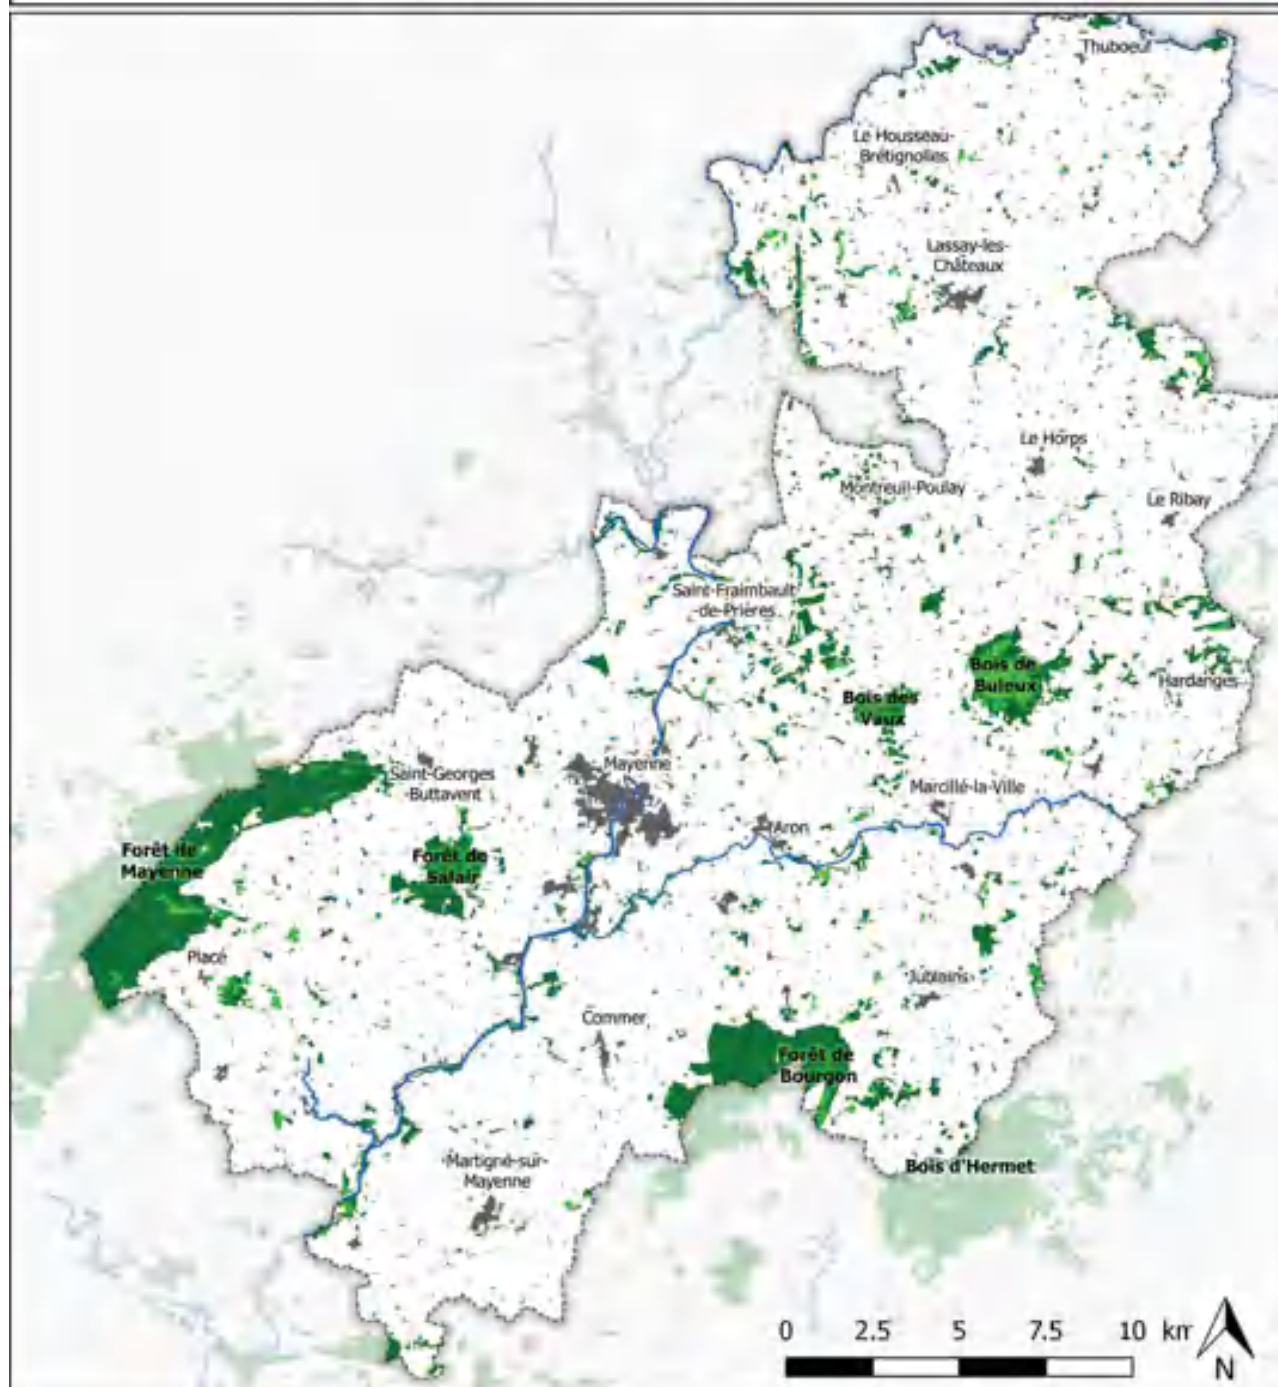 Thuboeuf
Le Housseau-
Brétignolles
Lassay-les-
Châteaux
Le Horps
Montreuil-Poulay
Le Ribay
Saint-Fraimbault
-de-Prières
Bois de
Buleux
Hardanges
Bois des
Vaux
Mayenne
Saint-Georges
-Buttavent
Marcillé-la-Ville
Aron
Forêt de
Mayenne
Forêt de
Salair
Placé
Jublains
Commer
Forêt de
Bourgon
Martigné-sur-
Mayenne
Bois d'Hermet
0 2.5 5 7.5 10 km
N